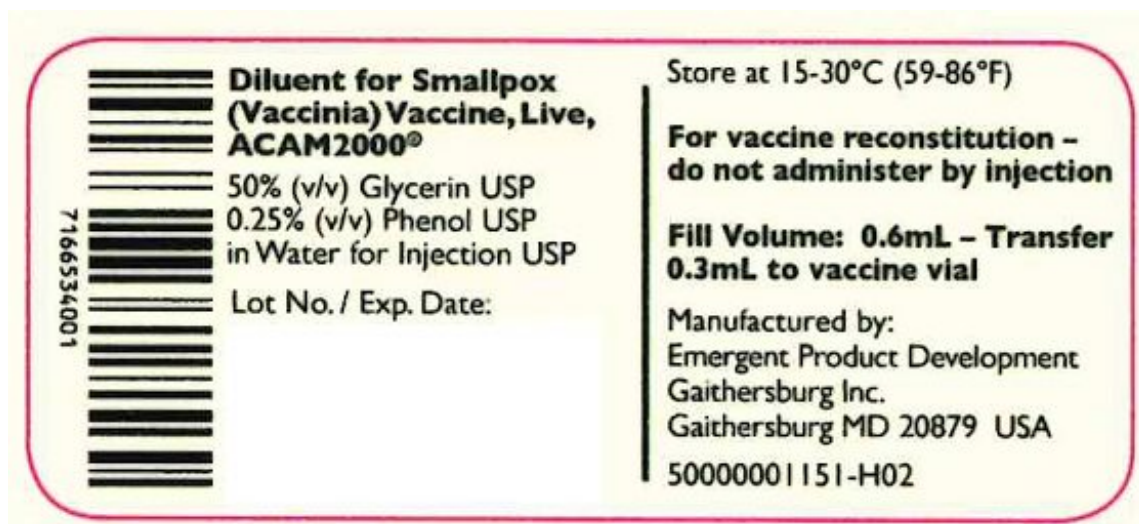 7166534001
Diluent for Smallpox
(Vaccinia) Vaccine, Live,
ACAM2000®
50% (v/v) Glycerin USP
0.25% (v/v) Phenol USP
in Water for Injection USP
Lot No. / Exp. Date:
Store at 15-30°C (59-86°F)
For vaccine reconstitution –
do not administer by injection
Fill Volume: 0.6mL – Transfer
0.3mL to vaccine vial
Manufactured by:
Emergent Product Development
Gaithersburg Inc.
Gaithersburg MD 20879 USA
50000001151-H02